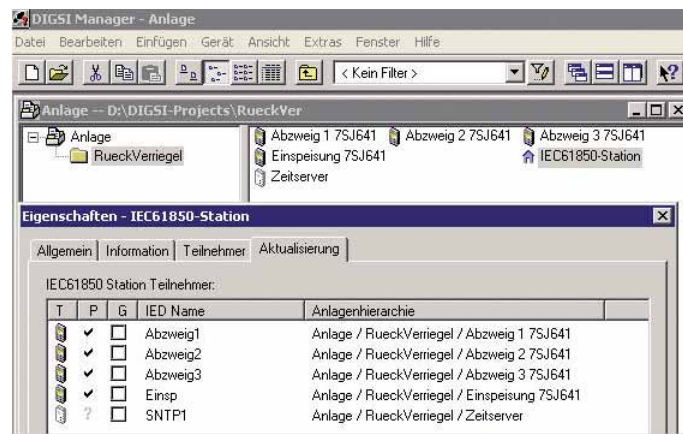 DIGSI Manager - Anlage
Datei Bearbeiten Einfügen Gerät Ansicht Extras Fenster Hilfe
< Kein Filter >
Anlage -- D:\DIGSI-Projects\RueckVer
Anlage
RueckVerriegel
Abzweig 1 7SJ641 Abzweig 2 7SJ641 Abzweig 3 7SJ641
Einspeisung 7SJ641 IEC61850-Station
Zeitserver
Eigenschaften - IEC61850-Station
Allgemein Information Teilnehmer Aktualisierung
IEC61850 Station Teilnehmer:
T P G IED Name Anlagenhierarchie
Abzweig1 Anlage / RueckVerriegel / Abzweig 1 7SJ641
Abzweig2 Anlage / RueckVerriegel / Abzweig 2 7SJ641
Abzweig3 Anlage / RueckVerriegel / Abzweig 3 7SJ641
Einsp Anlage / RueckVerriegel / Einspeisung 7SJ641
? SNTP1 Anlage / RueckVerriegel / Zeitserver